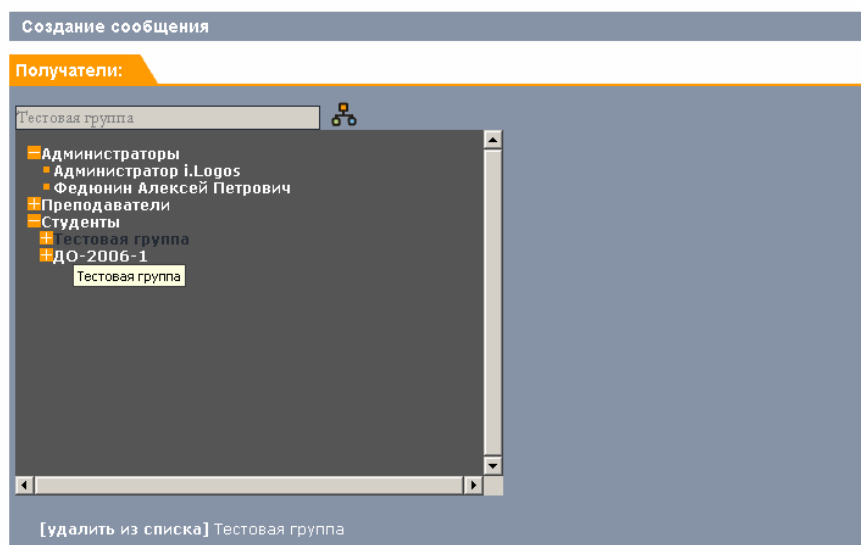 Создание сообщения
Получатели:
Тестовая группа
Администраторы
Администратор i.Logos
Федюнин Алексей Петрович
Преподаватели
Студенты
Тестовая группа
ДО-2006-1
Тестовая группа
[удалить из списка] Тестовая группа